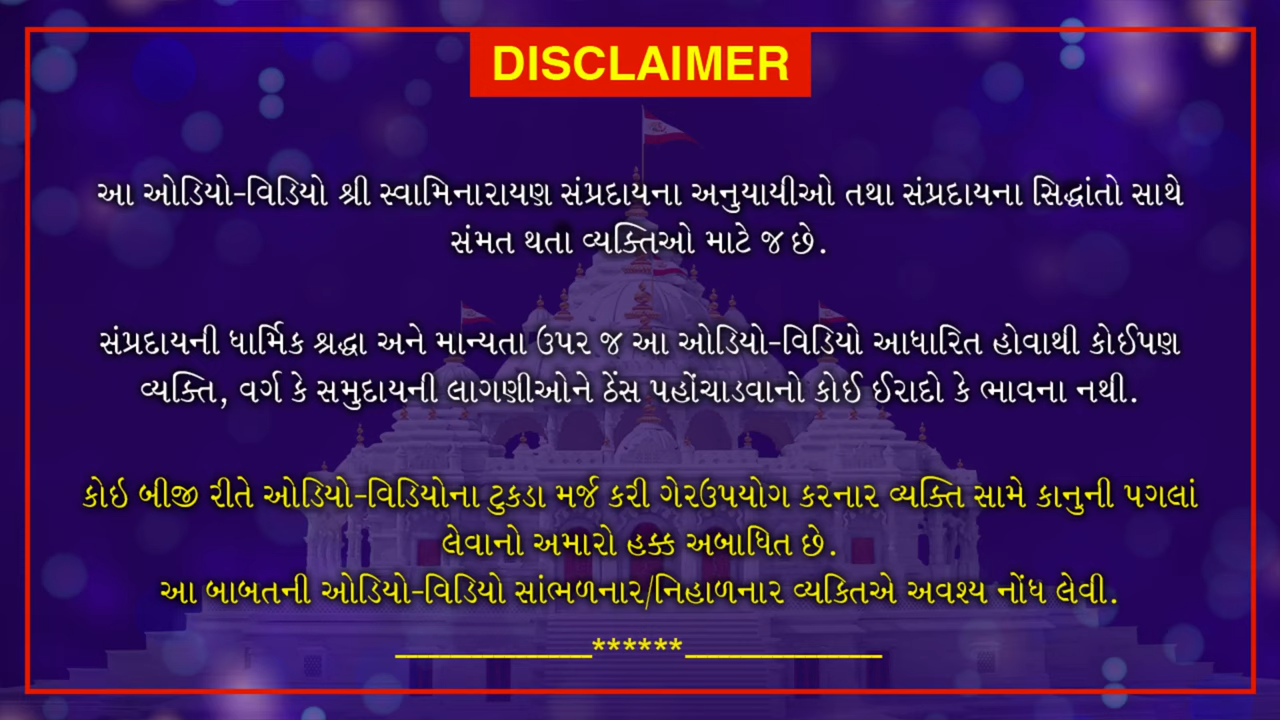 DISCLAIMER
આ ઓડિયો-વિડિયો શ્રી સ્વામિનારાયણ સંપ્રદાયના અનુયાયીઓ તથા સંપ્રદાયના સિદ્ધાંતો સાથે
સંમત થતા વ્યક્તિઓ માટે જ છે.
સંપ્રદાયની ધાર્મિક શ્રદ્ધા અને માન્યતા ઉપર જ આ ઓડિયો-વિડિયો આધારિત હોવાથી કોઈપણ
વ્યક્તિ, વર્ગ કે સમુદાયની લાગણીઓને ઠેંસ પહોંચાડવાનો કોઈ ઈરાદો કે ભાવના નથી.
કોઇ બીજી રીતે ઓડિયો-વિડિયોના ટુકડા મર્જ કરી ગેરઉપયોગ કરનાર વ્યક્તિ સામે કાનુની પગલાં
લેવાનો અમારો હક્ક અબાધિત છે.
આ બાબતની ઓડિયો-વિડિયો સાંભળનાર/નિહાળનાર વ્યકિતએ અવશ્ય નોંધ લેવી.
______________******______________